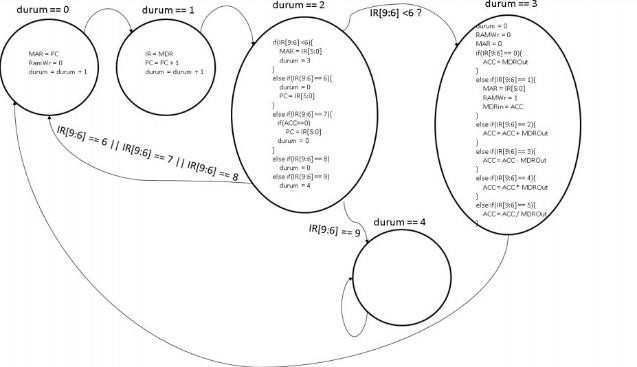 durum == 0
MAR = PC
RamWr = 0
durum = durum + 1
durum == 1
IR = MDR
PC = PC + 1
durum = durum + 1
durum == 2
if(IR[9:6] <6){
MAR = IR[5:0]
durum = 3
}
else if(IR[9:6] == 6){
durum = 0
PC = IR[5:0]
}
else if(IR[9:6] == 7){
if(ACC==0)
PC = IR[5:0]
durum = 0
}
else if(IR[9:6] == 8)
durum = 0
else if(IR[9:6] == 9)
durum = 4
IR[9:6] <6 ?
durum == 3
durum = 0
RAMWr = 0
MAR = 0
if(IR[9:6] == 0){
ACC = MDROut
}
else if(IR[9:6] == 1){
MAR = IR[5:0]
RAMWr = 1
MDRin = ACC
}
else if(IR[9:6] == 2){
ACC = ACC + MDROut
}
else if(IR[9:6] == 3){
ACC = ACC - MDROut
}
else if(IR[9:6] == 4){
ACC = ACC * MDROut
}
else if(IR[9:6] == 5){
ACC = ACC / MDROut
}
IR[9:6] == 6 || IR[9:6] == 7 || IR[9:6] == 8
IR[9:6] == 9
durum == 4